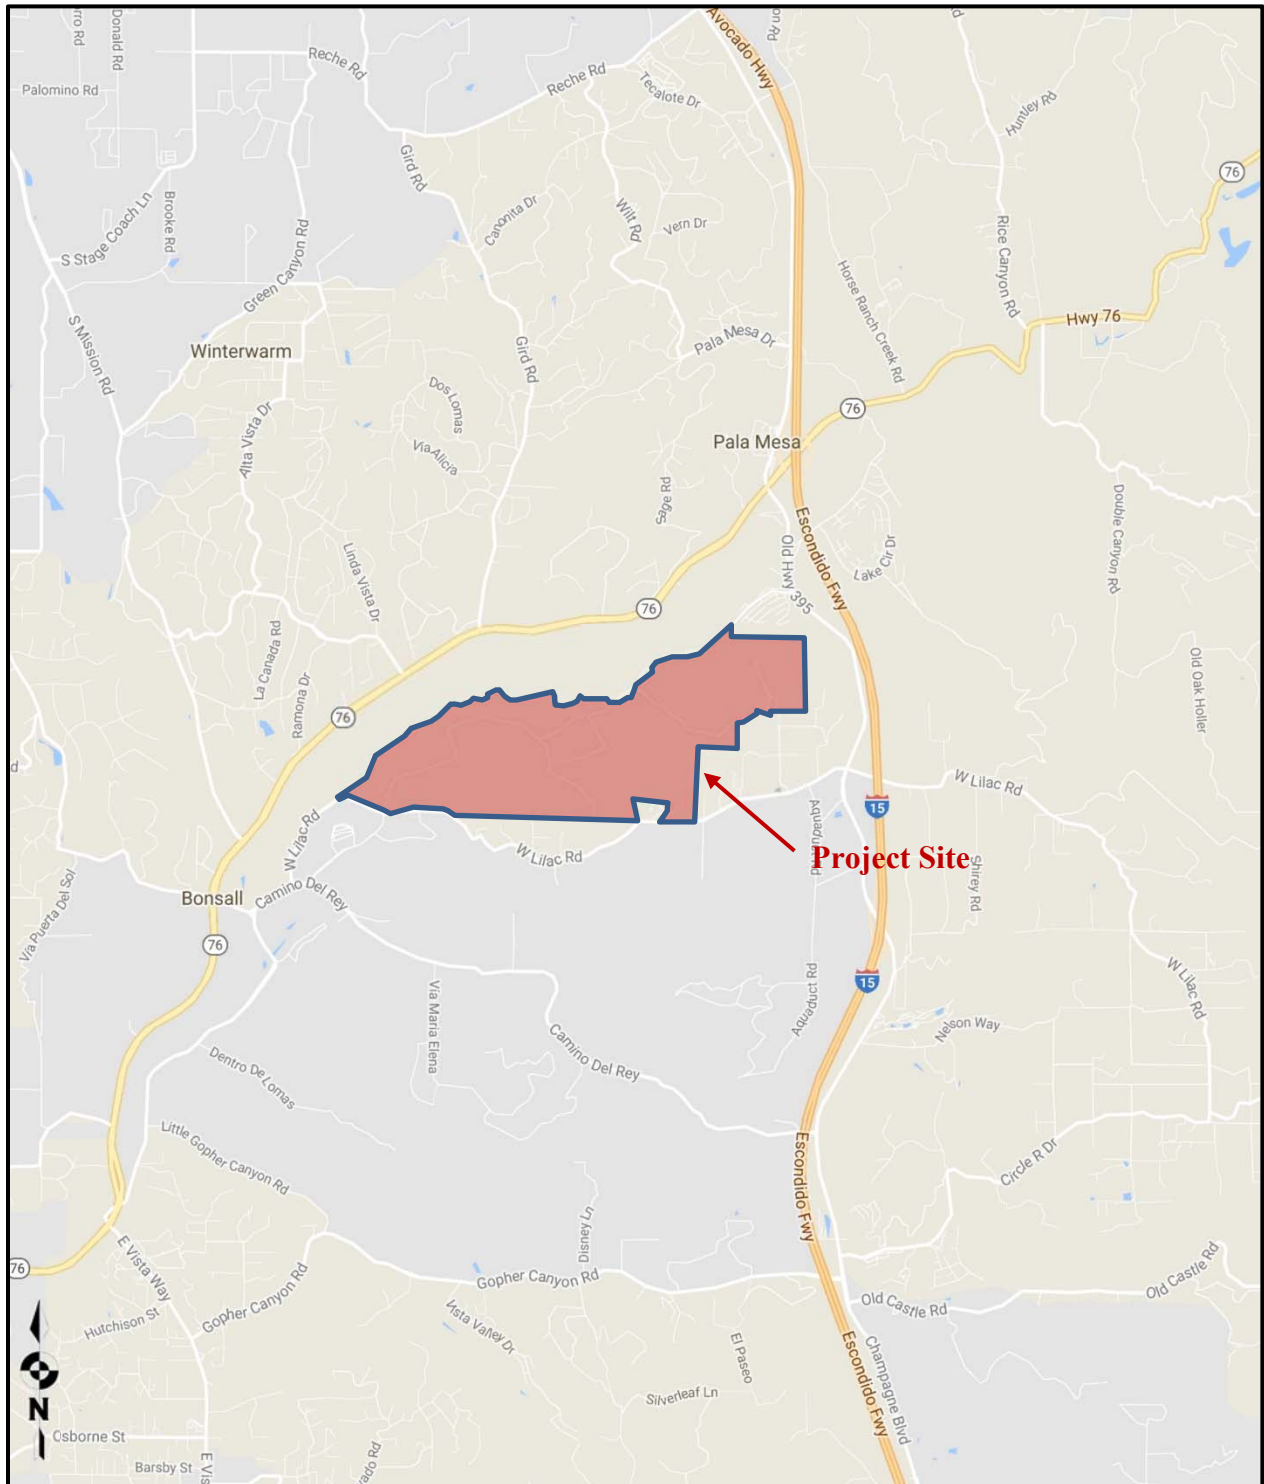 Avocado Hwy
Donald Rd
Reche Rd
Reche Rd
Palomino Rd
Tecalote Dr
Huntley Rd
76
Gird Rd
S Stage Coach Ln
Brooke Rd
Canonita Dr
Wilt Rd
Vern Dr
Rice Canyon Rd
Green Canyon Rd
Horse Ranch Creek Rd
Hwy 76
S Mission Rd
Winterwarm
Gird Rd
Pala Mesa Dr
Dos Lomas
76
Alta Vista Dr
Via Alicia
Pala Mesa
Sage Rd
Double Canyon Rd
Escondido Fwy
Old Hwy 395
Lake Cir Dr
Linda Vista Dr
76
La Canada Rd
Ramona Dr
Old Oak Holler
76
W Lilac Rd
15
W Lilac Rd
W Lilac Rd
Project Site
Shirey Rd
Bonsall
Camino Del Rey
Via Puerta Del Sol
76
15
W Lilac Rd
Via Maria Elena
Aquaduct Rd
Nelson Way
Camino Del Rey
Dentro De Lomas
Little Gopher Canyon Rd
Escondido Fwy
Circle R Dr
Disney Ln
E Vista Way
76
Gopher Canyon Rd
Gopher Canyon Rd
Old Castle Rd
Old Castle Rd
Hutchison St
Vista Valley Dr
El Paseo
Escondido Fwy
Champagne Blvd
Silverleaf Ln
N
Osborne St
Barsby St